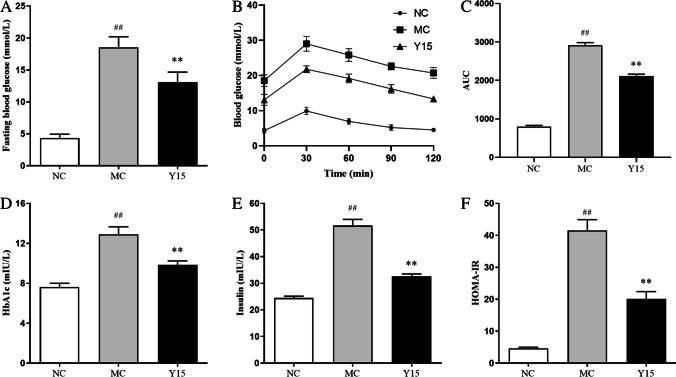 A
Fasting blood glucose (mmol/L)
25
20
15
10
5
0
##
**
NC
MC
Y15
B
Blood glucose (mmol/L)
40
30
20
10
0
NC
MC
Y15
0
30
60
90
120
Time (min)
C
AUC
4000
3000
2000
1000
0
##
**
NC
MC
Y15
D
HbA1c (mIU/L)
16
12
8
4
0
##
**
NC
MC
Y15
E
Insulin (mIU/L)
60
50
40
30
20
10
0
##
**
NC
MC
Y15
F
HOMA-IR
50
40
30
20
10
0
##
**
NC
MC
Y15